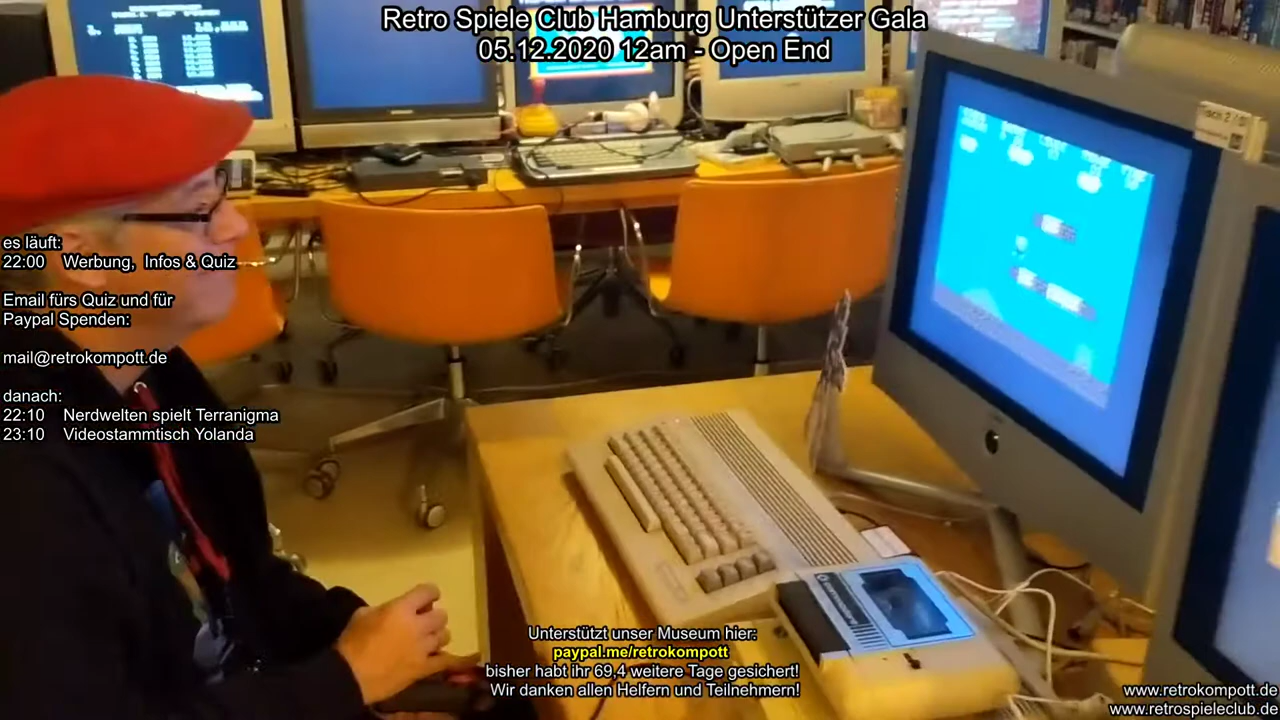 Retro Spiele Club Hamburg Unterstützer Gala
05.12.2020 12am - Open End
es läuft:
22:00 Werbung, Infos & Quiz
Email fürs Quiz und für
Paypal Spenden:
mail@retrokompott.de
danach:
22:10 Nerdwelten spielt Terranigma
23:10 Videostammtisch Yolanda
Unterstützt unser Museum hier:
paypal.me/retrokompott
bisher habt ihr 69,4 weitere Tage gesichert!
Wir danken allen Helfern und Teilnehmern!
www.retrokompott.de
www.retrospieleclub.de